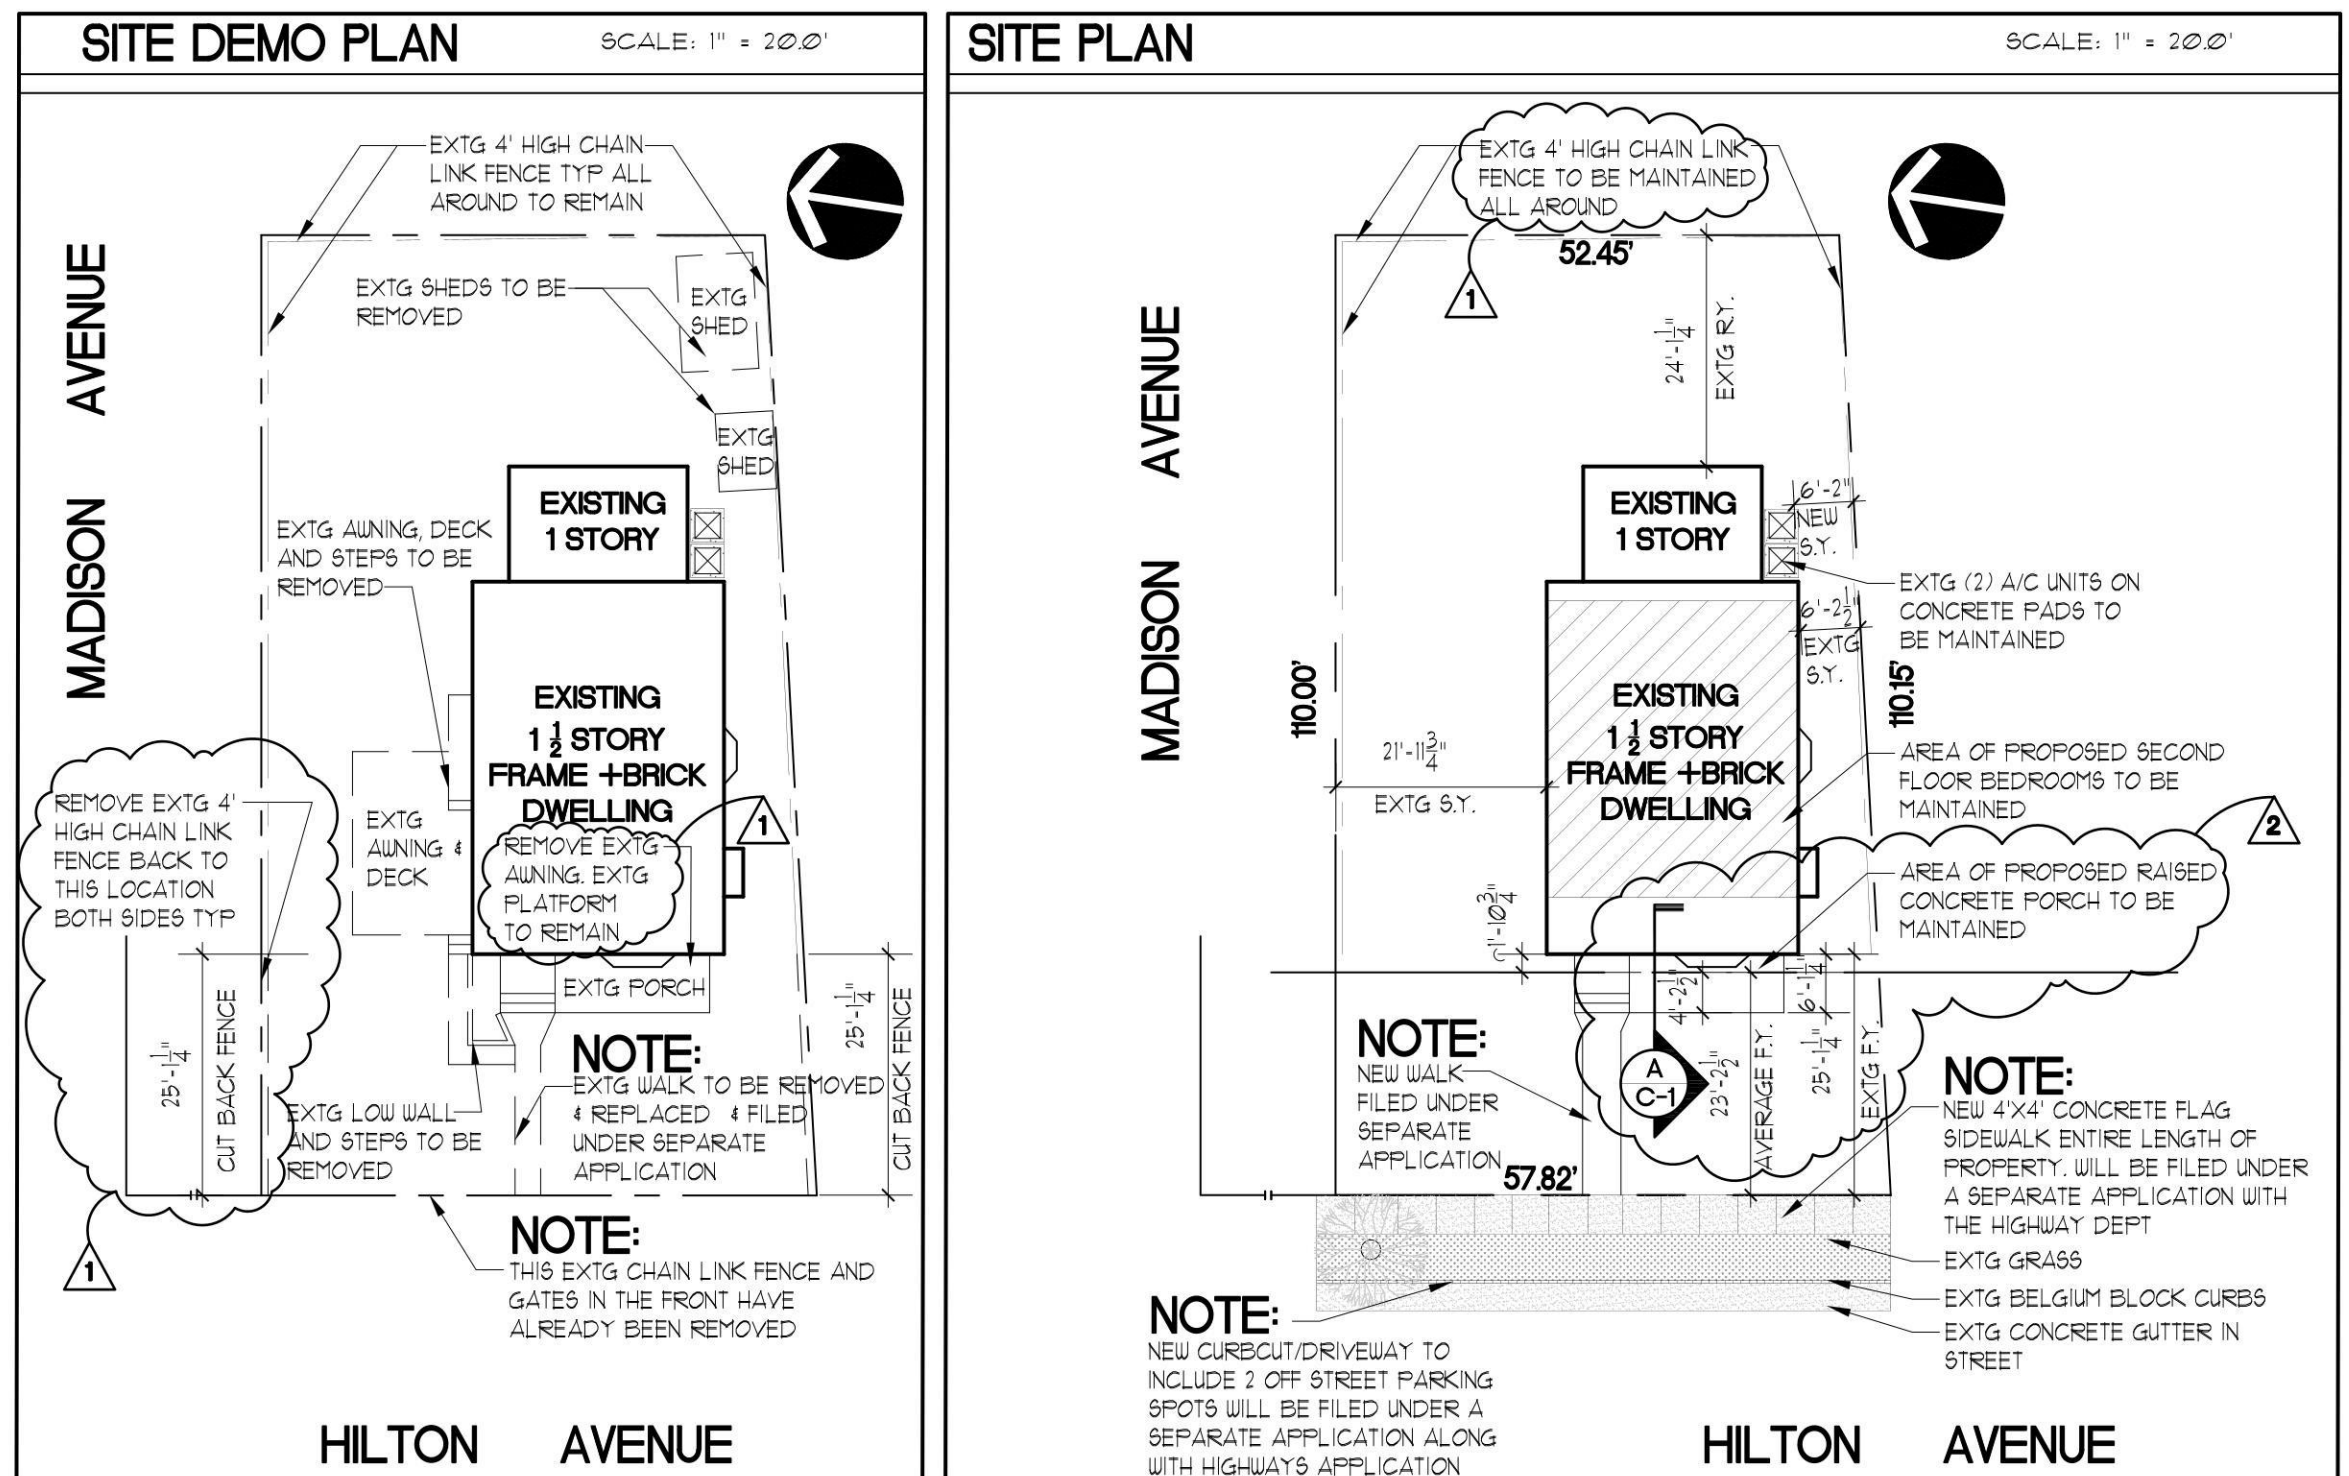 SITE DEMO PLAN
SCALE: 1" = 20.0'
EXTG 4' HIGH CHAIN
LINK FENCE TYP ALL
AROUND TO REMAIN
EXTG SHEDS TO BE
REMOVED
EXTG
SHED
EXTG
SHED
MADISON AVENUE
EXISTING
1 STORY
EXTG AWNING, DECK
AND STEPS TO BE
REMOVED
EXISTING
1 1/2 STORY
FRAME +BRICK
DWELLING
REMOVE EXTG 4'
HIGH CHAIN LINK
FENCE BACK TO
THIS LOCATION
BOTH SIDES TYP
EXTG
AWNING &
DECK
REMOVE EXTG
AWNING. EXTG
PLATFORM
TO REMAIN
1
EXTG PORCH
25'-1 1/4"
CUT BACK FENCE
25'-1 1/4"
CUT BACK FENCE
NOTE:
EXTG WALK TO BE REMOVED
& REPLACED & FILED
UNDER SEPARATE
APPLICATION
EXTG LOW WALL
AND STEPS TO BE
REMOVED
1
NOTE:
THIS EXTG CHAIN LINK FENCE AND
GATES IN THE FRONT HAVE
ALREADY BEEN REMOVED
HILTON AVENUE
SITE PLAN
SCALE: 1" = 20.0'
EXTG 4' HIGH CHAIN LINK
FENCE TO BE MAINTAINED
ALL AROUND
52.45'
1
24'-1 1/4"
EXTG R.Y.
MADISON AVENUE
EXISTING
1 STORY
6'-2"
NEW
S.Y.
EXTG (2) A/C UNITS ON
CONCRETE PADS TO
BE MAINTAINED
6'-2 1/2"
EXTG
S.Y.
110.00'
110.15'
EXISTING
1 1/2 STORY
FRAME +BRICK
DWELLING
21'-11 3/4"
EXTG S.Y.
AREA OF PROPOSED SECOND
FLOOR BEDROOMS TO BE
MAINTAINED
2
AREA OF PROPOSED RAISED
CONCRETE PORCH TO BE
MAINTAINED
1'-10 3/4"
4'-2 1/2"
6'-1 1/4"
NOTE:
NEW WALK
FILED UNDER
SEPARATE
APPLICATION
A
C-1
23'-2 1/2"
AVERAGE F.Y.
25'-1 1/4"
EXTG F.Y.
57.82'
NOTE:
NEW 4'X4' CONCRETE FLAG
SIDEWALK ENTIRE LENGTH OF
PROPERTY. WILL BE FILED UNDER
A SEPARATE APPLICATION WITH
THE HIGHWAY DEPT
EXTG GRASS
EXTG BELGIUM BLOCK CURBS
EXTG CONCRETE GUTTER IN
STREET
NOTE:
NEW CURBCUT/DRIVEWAY TO
INCLUDE 2 OFF STREET PARKING
SPOTS WILL BE FILED UNDER A
SEPARATE APPLICATION ALONG
WITH HIGHWAYS APPLICATION
HILTON AVENUE